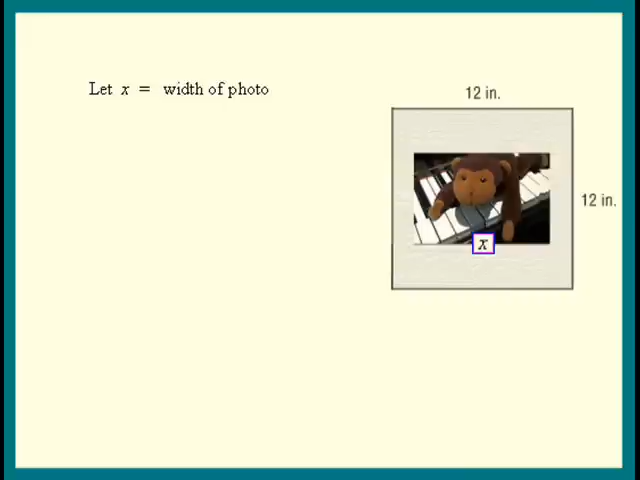 Let x = width of photo
12 in.
12 in.
x